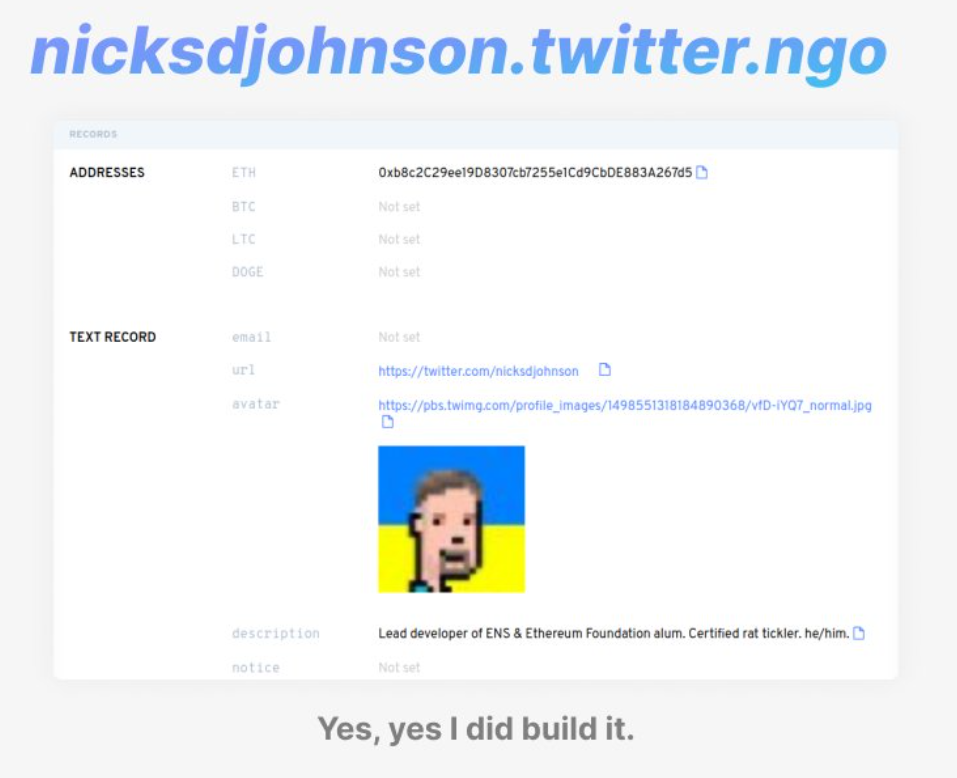 nicksdjohnson.twitter.ngo
RECORDS
ADDRESSES ETH 0xb8c2C29ee19D8307cb7255e1Cd9CbDE883A267d5
BTC Not set
LTC Not set
DOGE Not set
TEXT RECORD email Not set
url https://twitter.com/nicksdjohnson
avatar https://pbs.twimg.com/profile_images/1498551318184890368/vfD-iYQ7_normal.jpg
description Lead developer of ENS & Ethereum Foundation alum. Certified rat tickler. he/him.
notice Not set
Yes, yes I did build it.